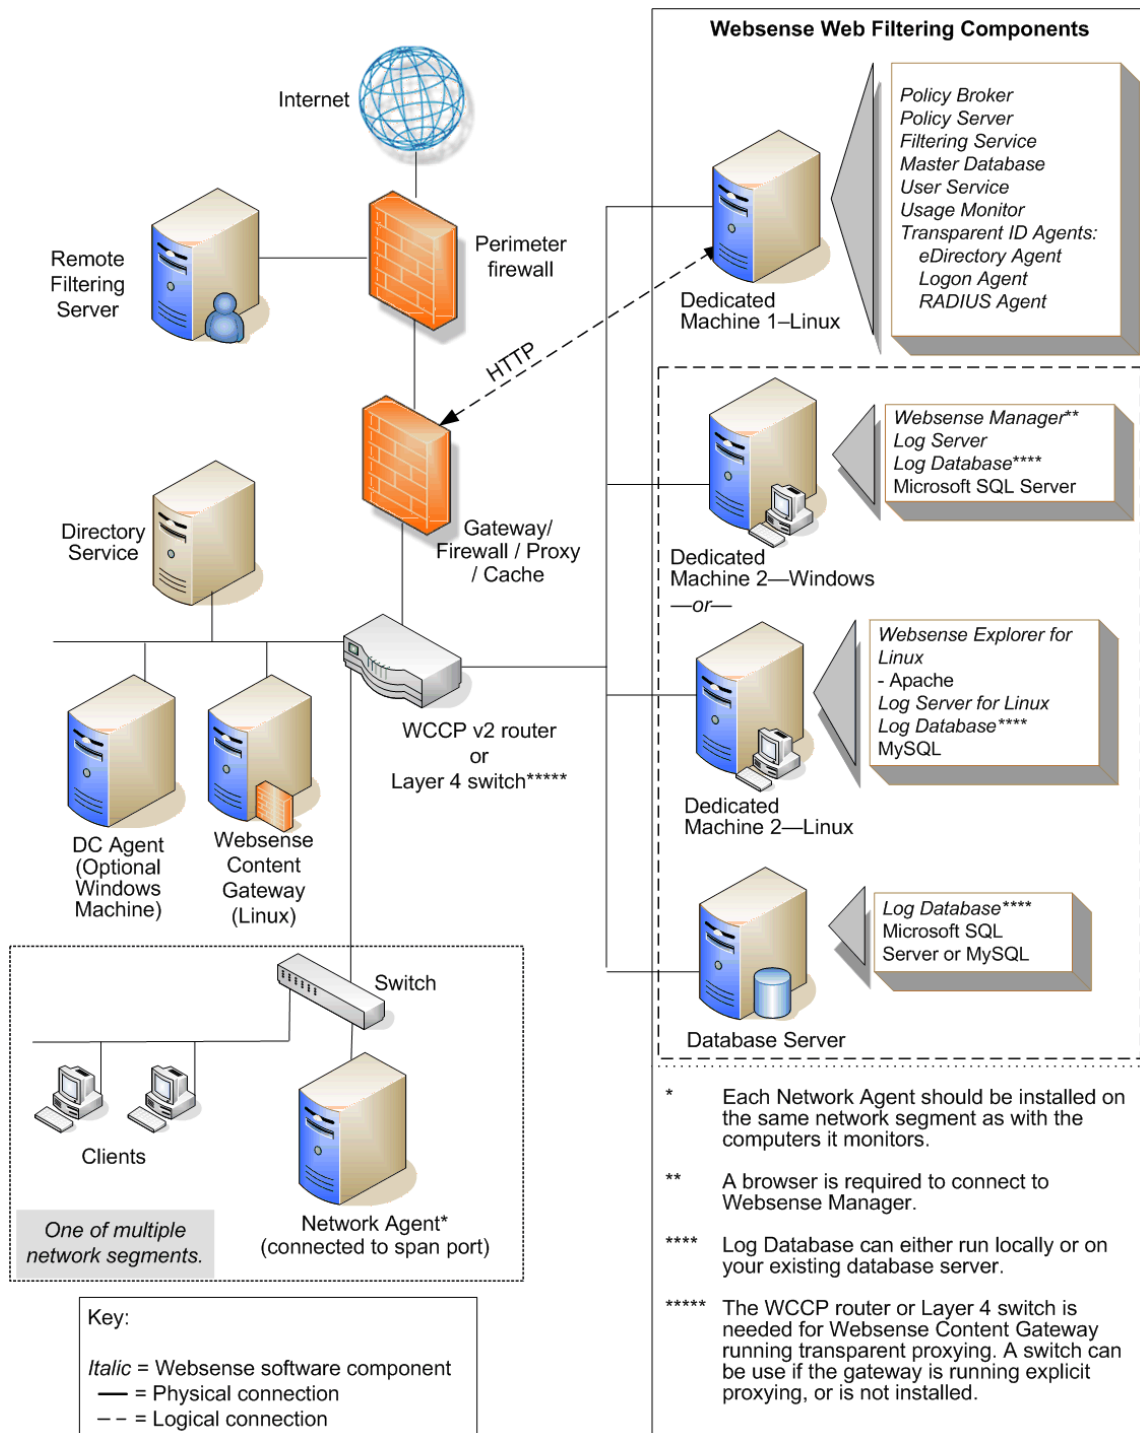 Websense Web Filtering Components
Internet
Perimeter
firewall
Remote
Filtering
Server
HTTP
Gateway/
Firewall / Proxy
/ Cache
Directory
Service
WCCP v2 router
or
Layer 4 switch*****
DC Agent
(Optional
Windows
Machine)
Websense
Content
Gateway
(Linux)
Switch
Clients
Network Agent*
(connected to span port)
One of multiple
network segments.
Key:
Italic = Websense software component
= Physical connection
= Logical connection
Policy Broker
Policy Server
Filtering Service
Master Database
User Service
Usage Monitor
Transparent ID Agents:
eDirectory Agent
Logon Agent
RADIUS Agent
Dedicated
Machine 1–Linux
Websense Manager**
Log Server
Log Database****
Microsoft SQL Server
Dedicated
Machine 2—Windows
—or—
Websense Explorer for
Linux
- Apache
Log Server for Linux
Log Database****
MySQL
Dedicated
Machine 2—Linux
Log Database****
Microsoft SQL
Server or MySQL
Database Server
* Each Network Agent should be installed on
the same network segment as with the
computers it monitors.
** A browser is required to connect to
Websense Manager.
**** Log Database can either run locally or on
your existing database server.
***** The WCCP router or Layer 4 switch is
needed for Websense Content Gateway
running transparent proxying. A switch can
be use if the gateway is running explicit
proxying, or is not installed.